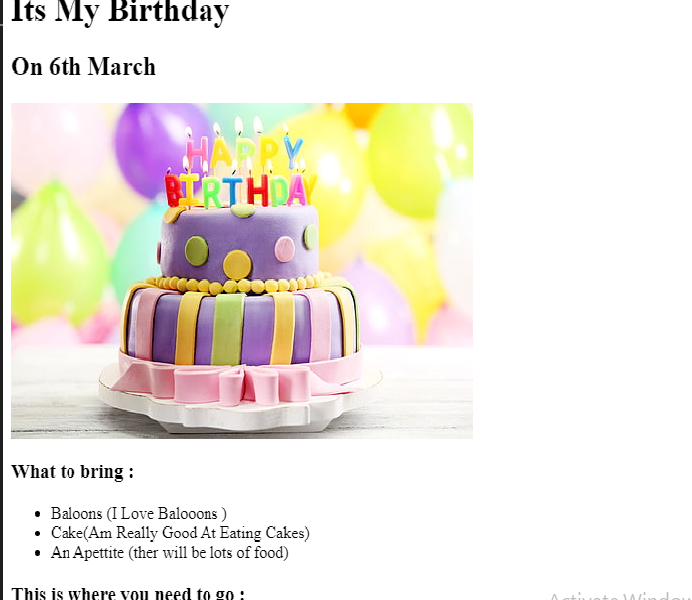 Its My Birthday
On 6th March
HAPPY
BIRTHDAY
What to bring :
Baloons (I Love Balooons )
Cake(Am Really Good At Eating Cakes)
An Apettite (ther will be lots of food)
This is where you need to go :
Activate Window